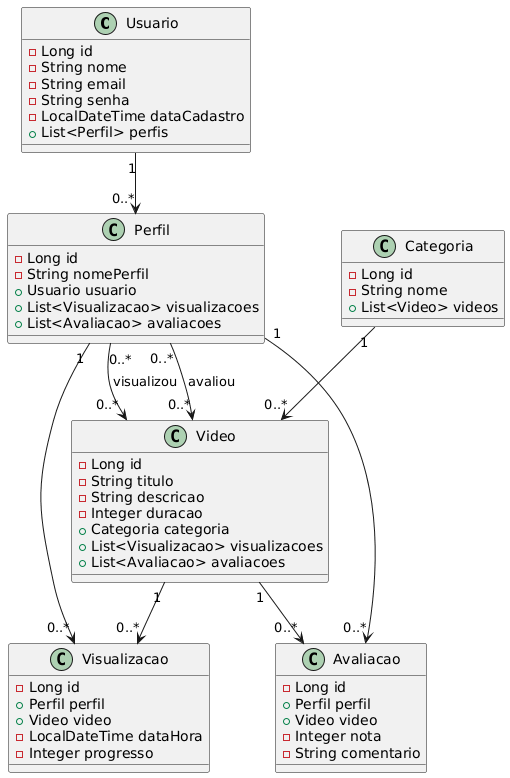 Usuario
Long id
String nome
String email
String senha
LocalDateTime dataCadastro
List<Perfil> perfis
1
0..*
Perfil
Long id
String nomePerfil
Usuario usuario
List<Visualizacao> visualizacoes
List<Avaliacao> avaliacoes
Categoria
Long id
String nome
List<Video> videos
1
0..*
0..*
1
1
visualizou
avaliou
0..*
0..*
0..*
Video
Long id
String titulo
String descricao
Integer duracao
Categoria categoria
List<Visualizacao> visualizacoes
List<Avaliacao> avaliacoes
1
1
0..*
0..*
0..*
0..*
Visualizacao
Long id
Perfil perfil
Video video
LocalDateTime dataHora
Integer progresso
Avaliacao
Long id
Perfil perfil
Video video
Integer nota
String comentario